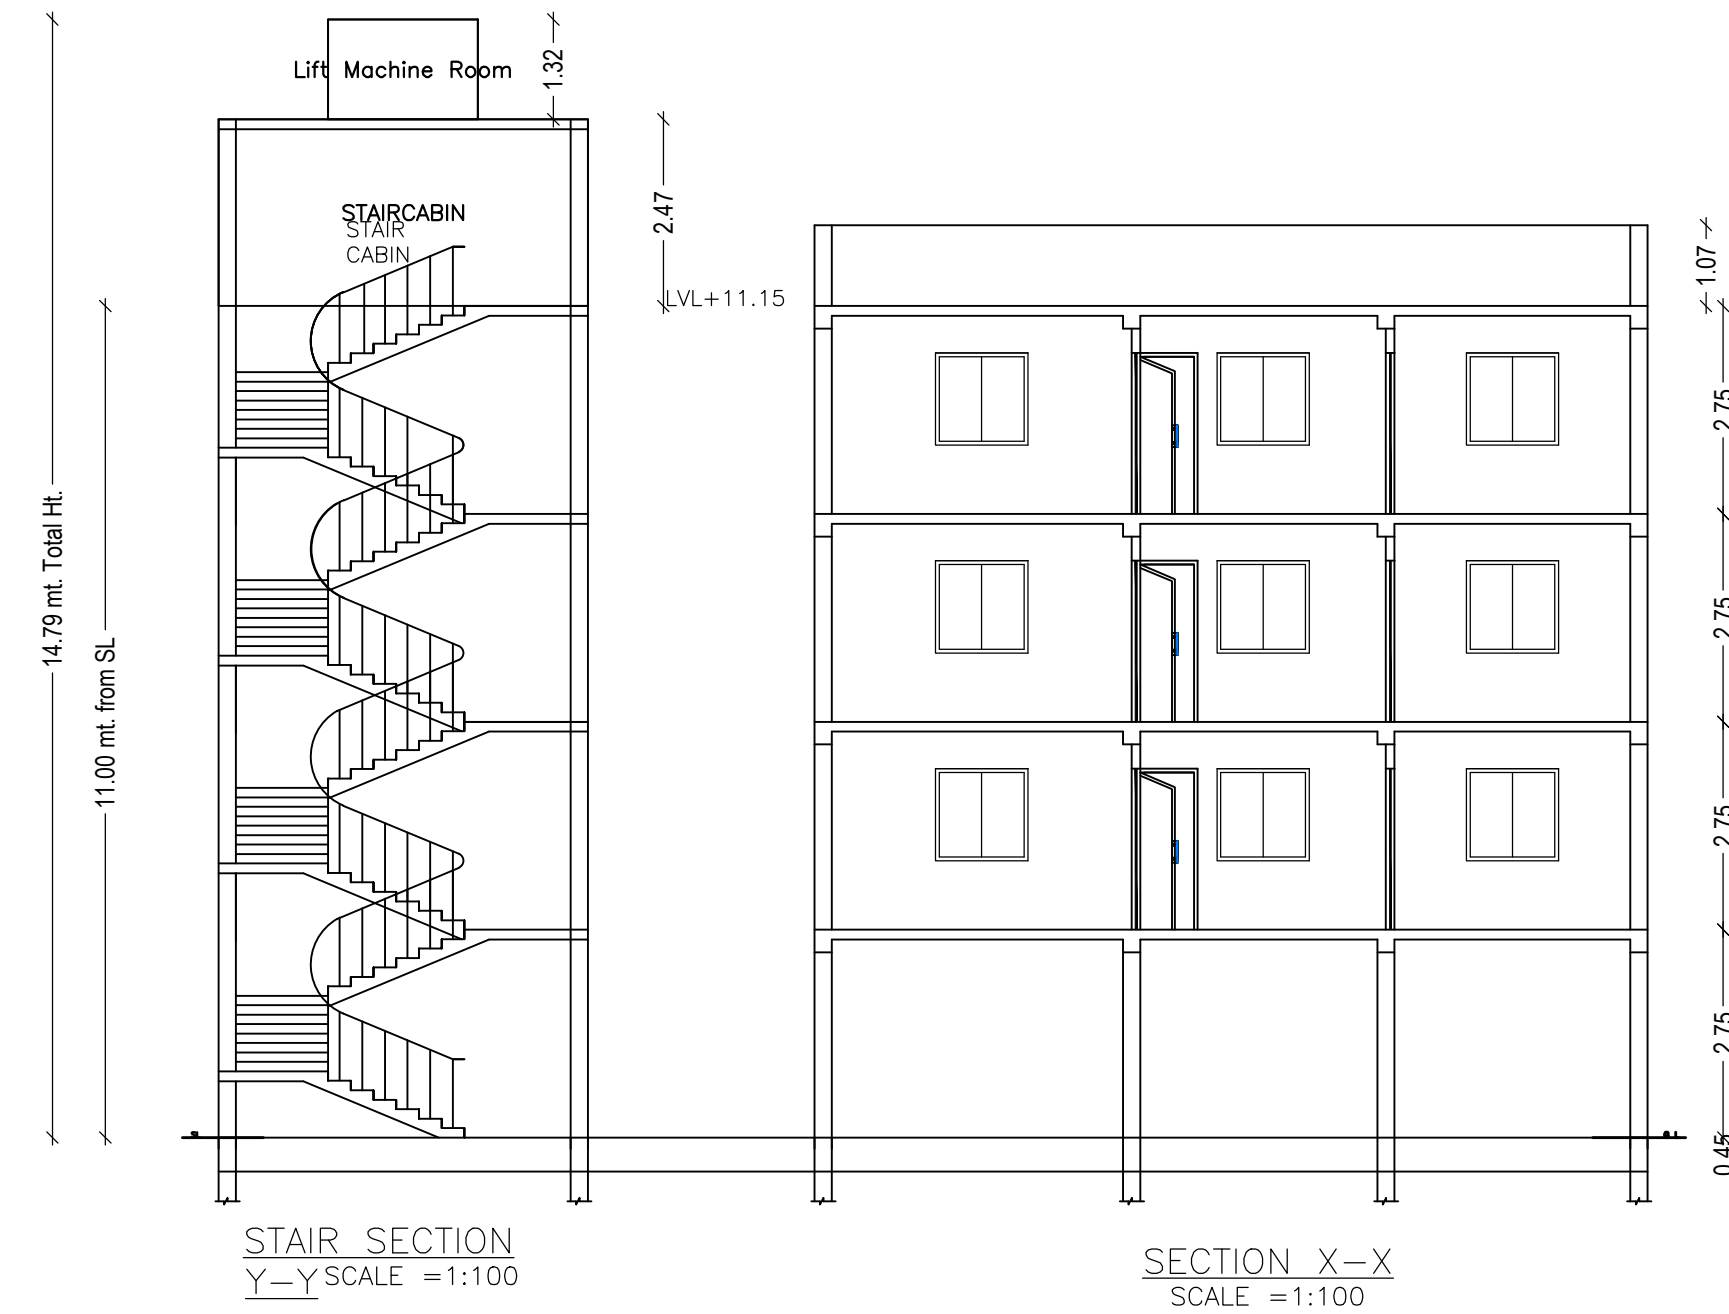 Lift Machine Room
1.32
STAIRCABIN
STAIR
CABIN
2.47
LVL+11.15
1.07
14.79 mt. Total Ht.
11.00 mt. from SL
2.75
2.75
2.75
2.75
0.45
STAIR SECTION
Y-Y SCALE =1:100
SECTION X-X
SCALE =1:100